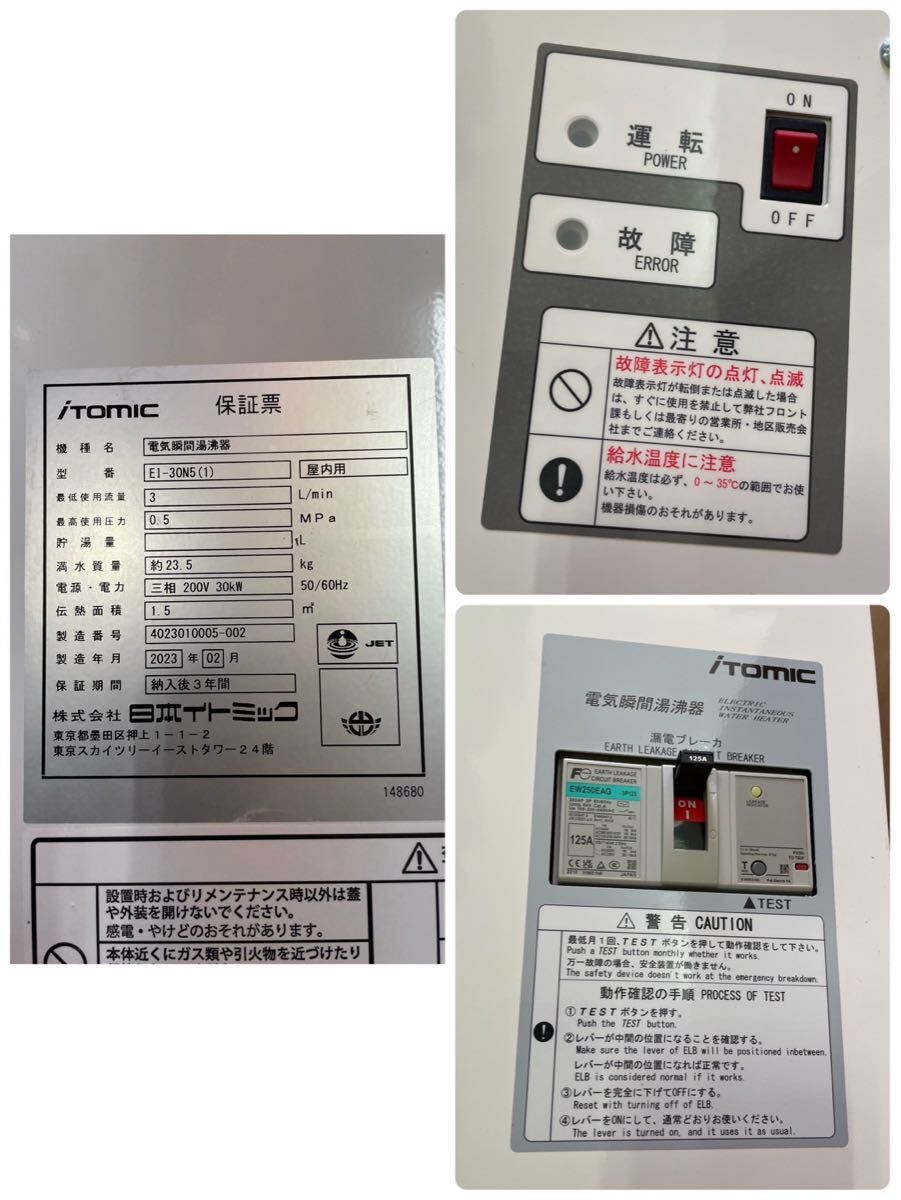 iTOMIC 保証票
機種名 電気瞬間湯沸器
型番 EI-30N5(1) 屋内用
最低使用流量 3 L/min
最高使用圧力 0.5 MPa
貯湯量 L
満水質量 約23.5 kg
電源・電力 三相 200V 30kW 50/60Hz
伝熱面積 1.5 ㎡
製造番号 4023010005-002
JET
製造年月 2023年02月
保証期間 納入後3年間
株式会社 日本イトミック
東京都墨田区押上1-1-2
東京スカイツリーイーストタワー24階
148680
設置時およびリメンテナンス時以外は蓋
や外装を開けないでください。
感電・やけどのおそれがあります。
本体近くにガス類や引火物を近づけたり
ON
運転
POWER
OFF
故障
ERROR
注意
故障表示灯の点灯、点滅
故障表示灯が転倒または点滅した場合
は、すぐに使用を禁止して弊社フロント
課もしくは最寄りの営業所・地区販売会
社までご連絡ください。
給水温度に注意
給水温度は必ず、0～35℃の範囲でお使
い下さい。
機器損傷のおそれがあります。
iTOMIC
電気瞬間湯沸器 ELECTRIC
INSTANTANEOUS
WATER HEATER
漏電ブレーカ
EARTH LEAKAGE CIRCUIT BREAKER
125A
EARTH LEAKAGE
CIRCUIT BREAKER
EW250EAG -3P125
ON
I
LEAKAGE
INDICATOR
125A
PUSH
TO TRIP
T
JAPAN
▲TEST
警告 CAUTION
最低月1回、TESTボタンを押して動作確認をして下さい。
Push a TEST button monthly whether it works.
万一故障の場合、安全装置が働きません。
The safety device doesn't work at the emergency breakdown.
動作確認の手順 PROCESS OF TEST
①TESTボタンを押す。
Push the TEST button.
②レバーが中間の位置になることを確認する。
Make sure the lever of ELB will be positioned inbetween.
レバーが中間の位置になれば正常です。
ELB is considered normal if it works.
③レバーを完全に下げてOFFにする。
Reset with turning off of ELB.
④レバーをONにして、通常どおりお使いください。
The lever is turned on, and it uses it as usual.